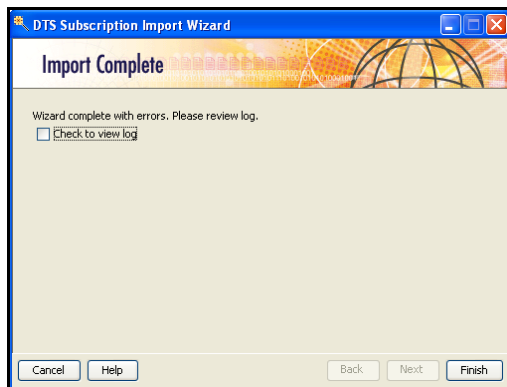 DTS Subscription Import Wizard
Import Complete
Wizard complete with errors. Please review log.
Check to view log
Cancel
Help
Back
Next
Finish